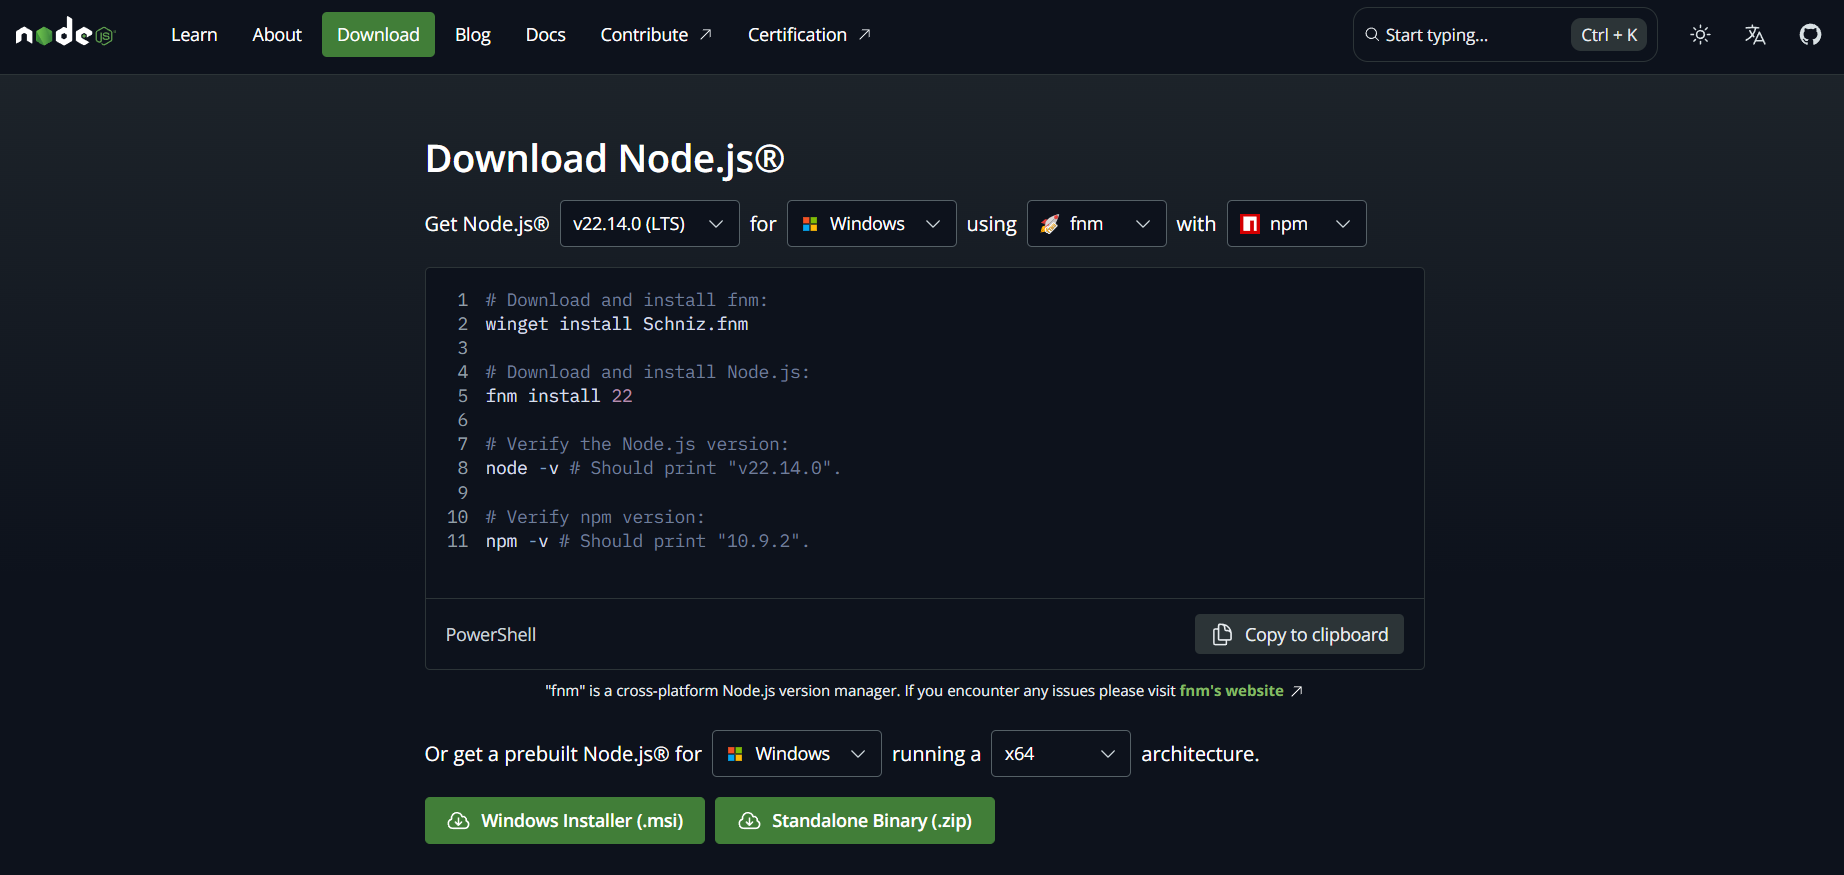 node JS
Learn About Download Blog Docs Contribute Certification Start typing... Ctrl + K
Download Node.js®
Get Node.js® v22.14.0 (LTS) for Windows using fnm with npm
1 # Download and install fnm:
2 winget install Schniz.fnm
3
4 # Download and install Node.js:
5 fnm install 22
6
7 # Verify the Node.js version:
8 node -v # Should print "v22.14.0".
9
10 # Verify npm version:
11 npm -v # Should print "10.9.2".
PowerShell Copy to clipboard
"fnm" is a cross-platform Node.js version manager. If you encounter any issues please visit fnm's website
Or get a prebuilt Node.js® for Windows running a x64 architecture.
Windows Installer (.msi) Standalone Binary (.zip)